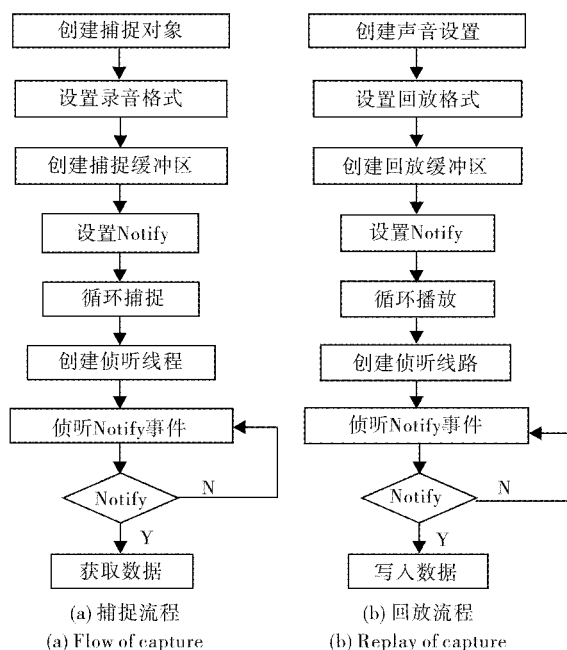 创建捕捉对象
设置录音格式
创建捕捉缓冲区
设置Notify
循环捕捉
创建侦听线程
侦听Notify事件
Notify
N
Y
获取数据
(a) 捕捉流程
(a) Flow of capture
创建声音设置
设置回放格式
创建回放缓冲区
设置Notify
循环播放
创建侦听线路
侦听Notify事件
Notify
N
Y
写入数据
(b) 回放流程
(b) Replay of capture